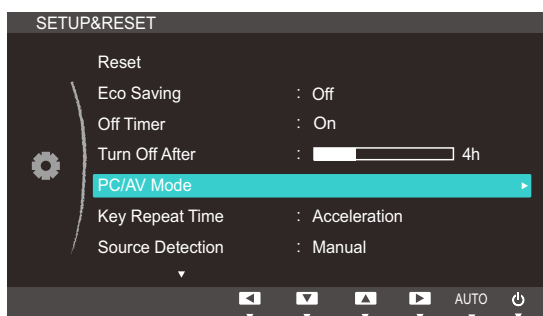 SETUP&RESET
Reset
Eco Saving : Off
Off Timer : On
Turn Off After : 4h
PC/AV Mode
Key Repeat Time : Acceleration
Source Detection : Manual
AUTO